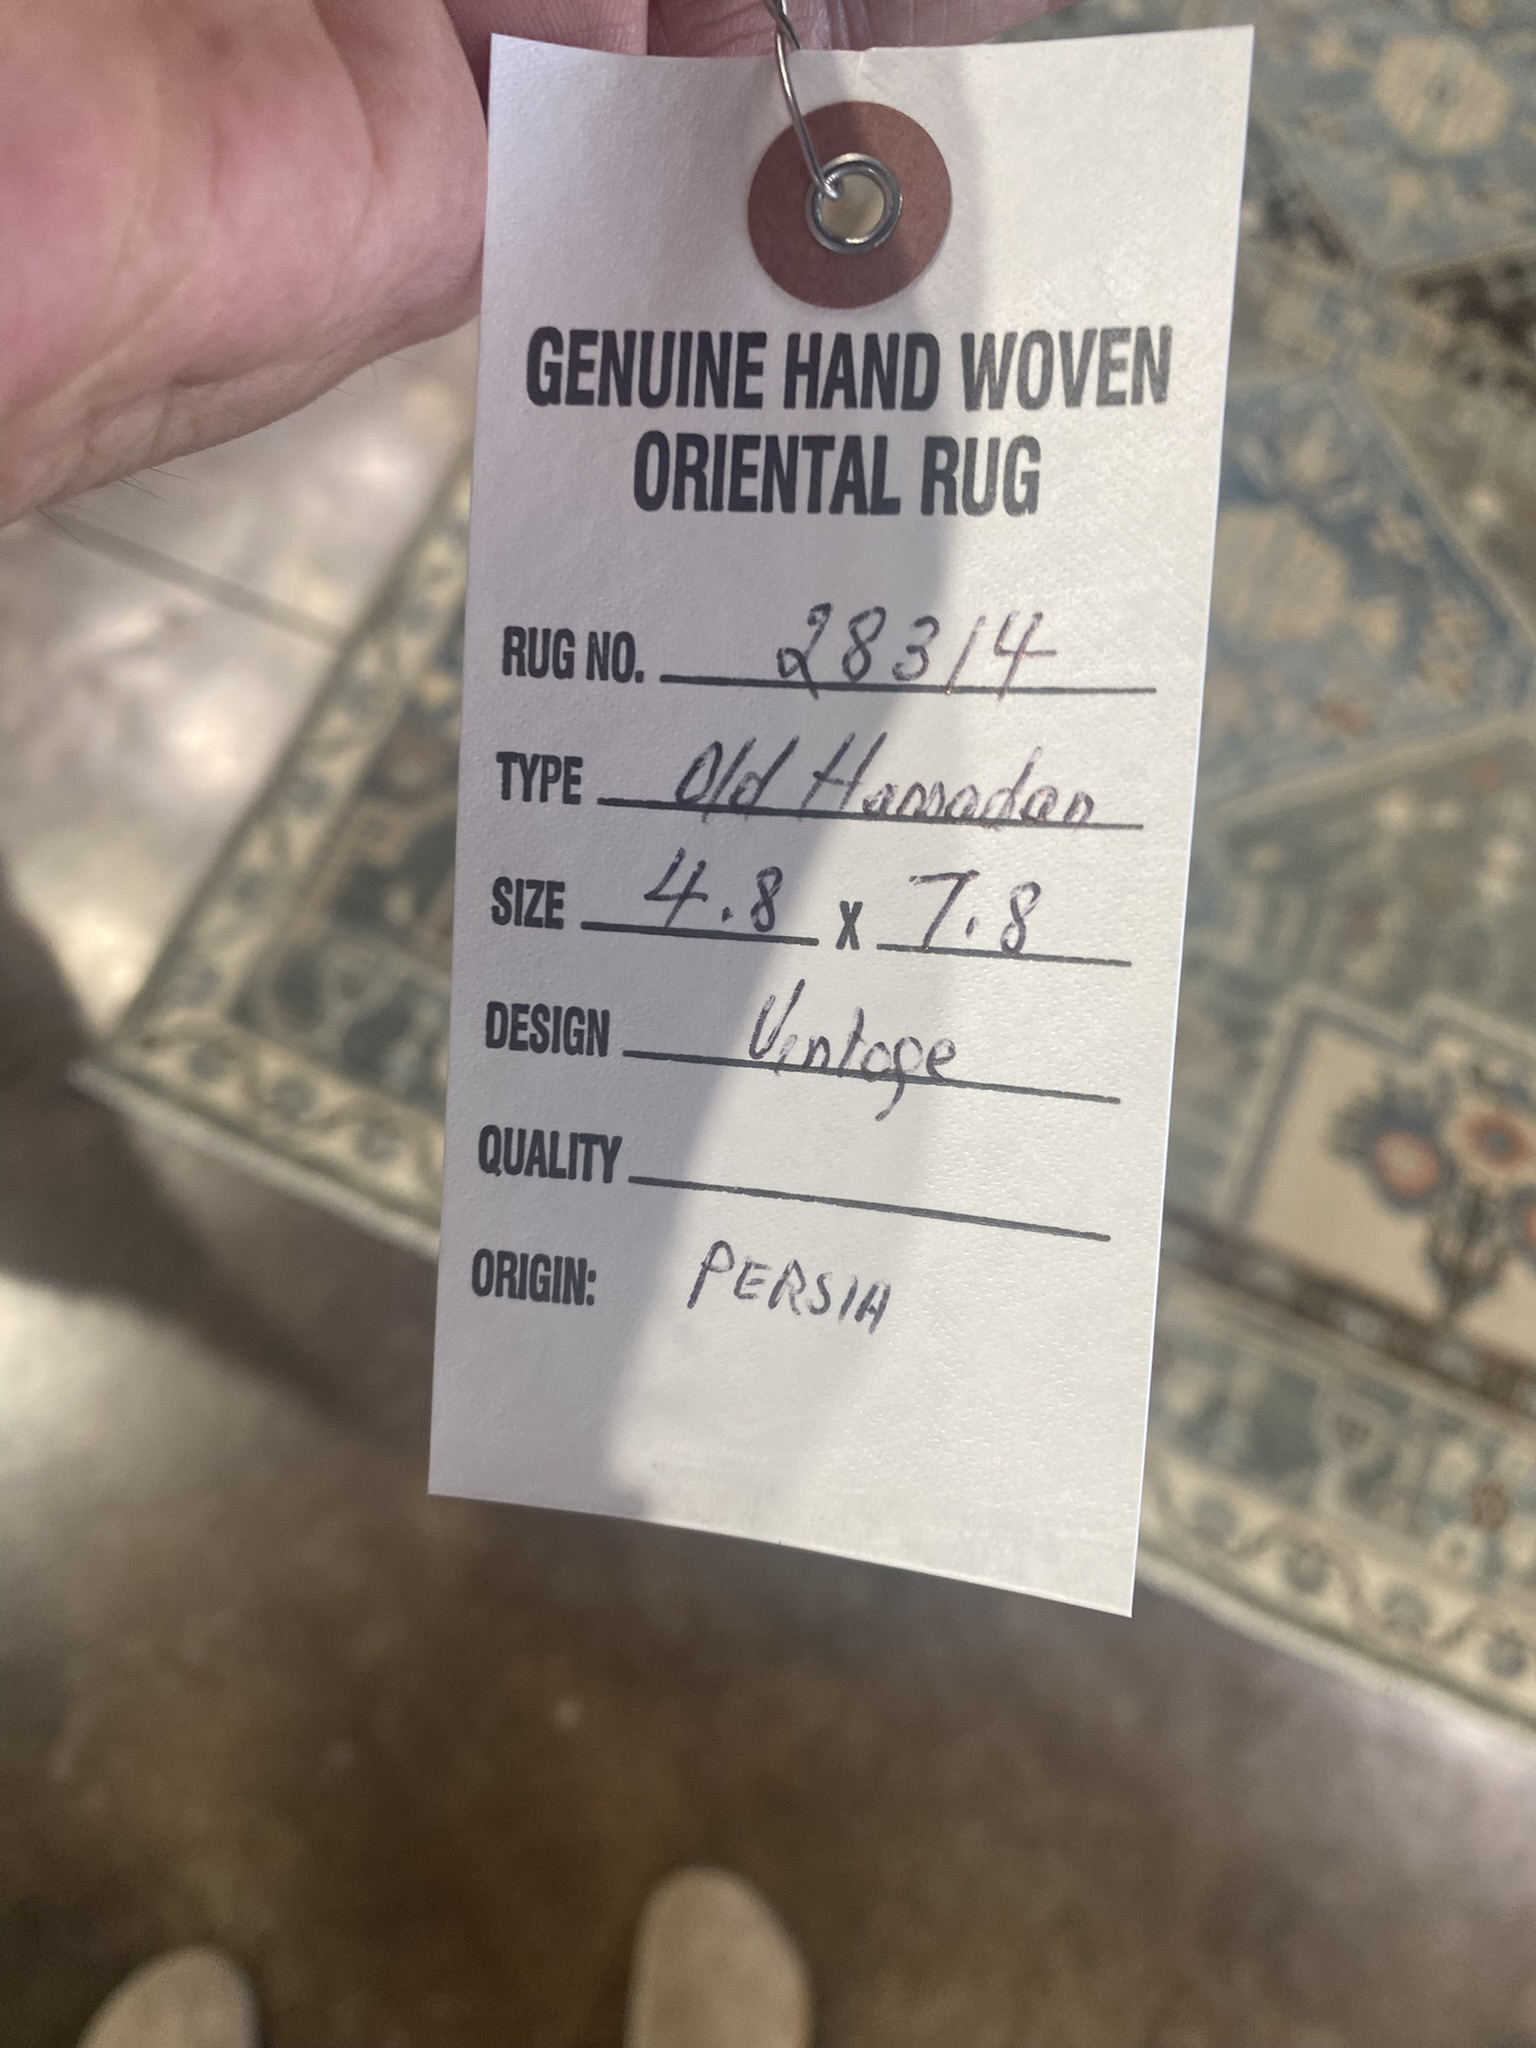 GENUINE HAND WOVEN
ORIENTAL RUG
RUG NO. 28314
TYPE Old Hamadan
SIZE 4.8 x 7.8
DESIGN Vintage
QUALITY
ORIGIN: PERSIA